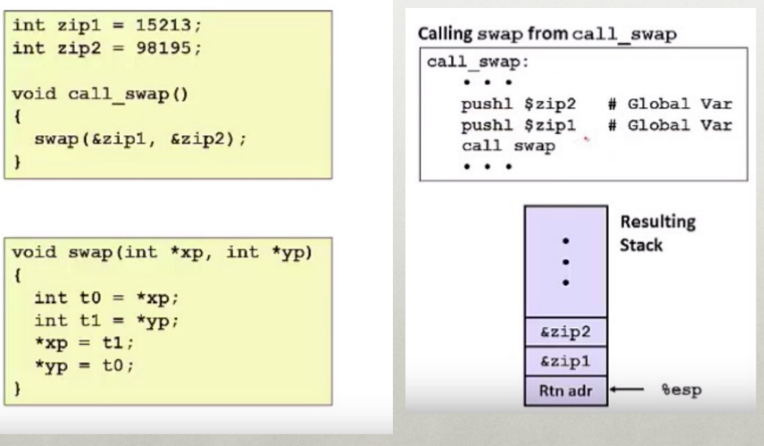 int zip1 = 15213;
int zip2 = 98195;
void call_swap()
{
swap(&zip1, &zip2);
}
void swap(int *xp, int *yp)
{
int t0 = *xp;
int t1 = *yp;
*xp = t1;
*yp = t0;
}
Calling swap from call_swap
call_swap:
• • •
pushl $zip2 # Global Var
pushl $zip1 # Global Var
call swap
• • •
Resulting
Stack
•
•
•
&zip2
&zip1
Rtn adr %esp